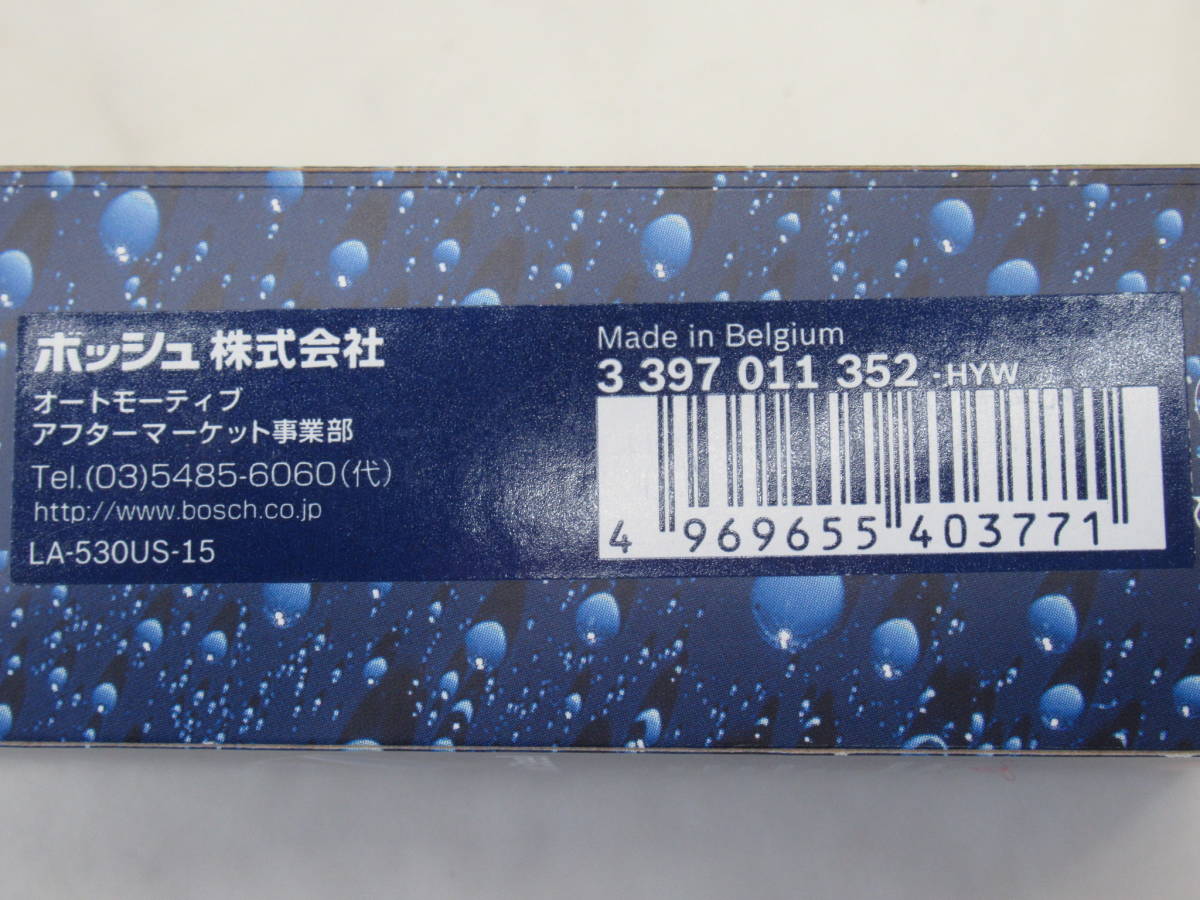 ボッシュ株式会社
オートモーティブ
アフターマーケット事業部
Tel.(03)5485-6060(代)
http://www.bosch.co.jp
LA-530US-15
Made in Belgium
3 397 011 352 -HYW
4 969655 403771